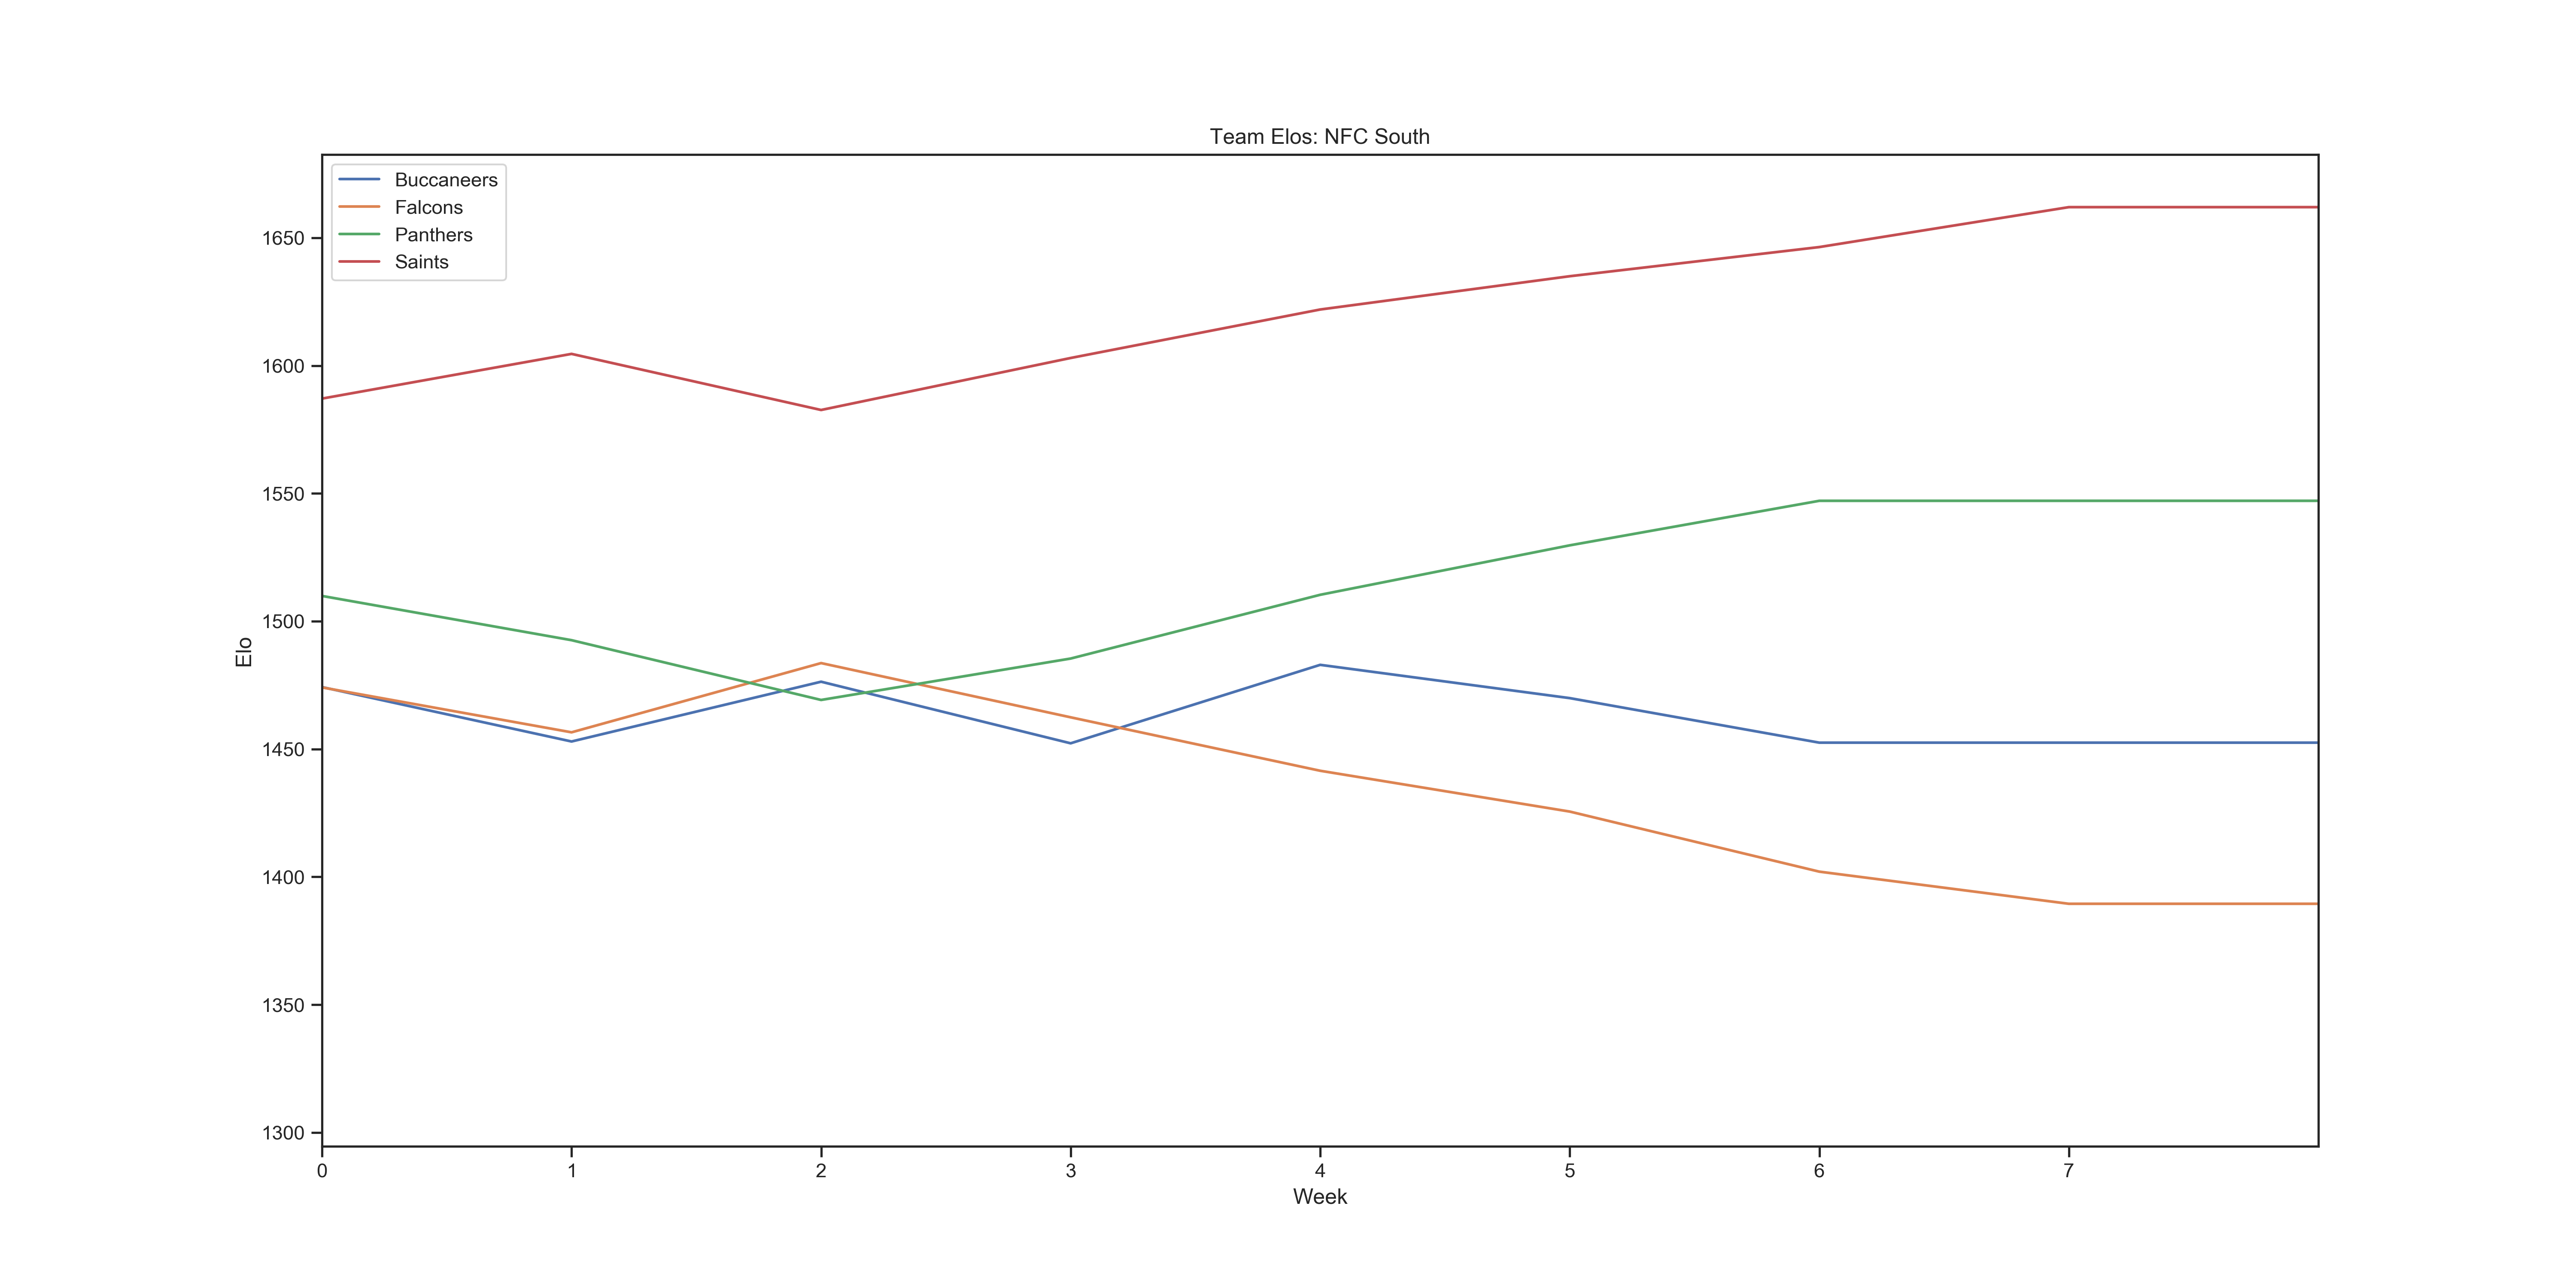 Team Elos: NFC South
Buccaneers
Falcons
Panthers
Saints
1650
1600
1550
1500
1450
1400
1350
1300
Elo
0 1 2 3 4 5 6 7
Week